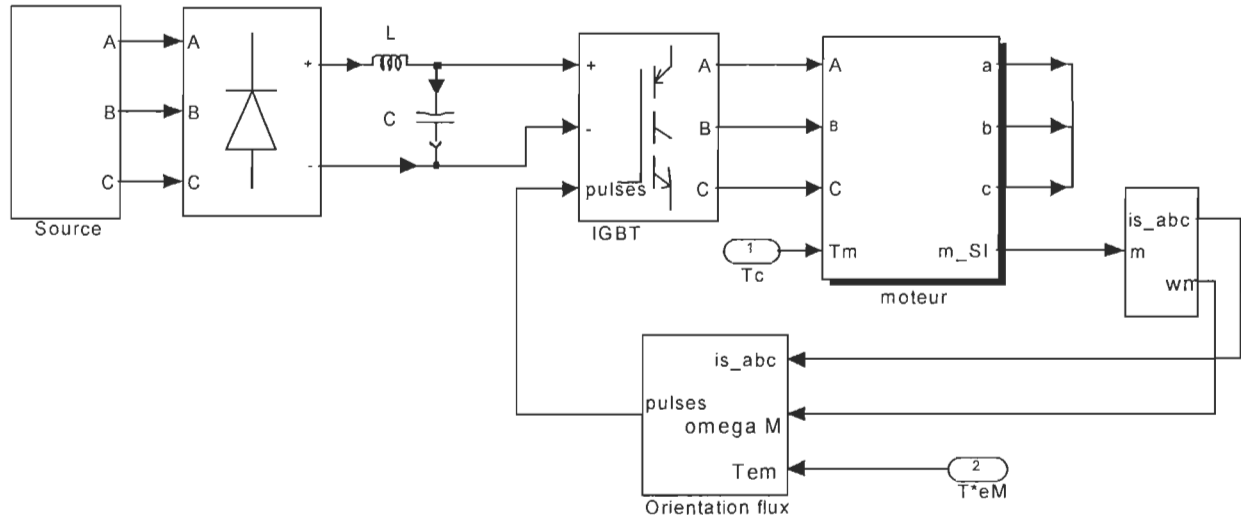 A
B
C
Source
A
B
C
+
-
L
C
+
-
pulses
A
B
C
IGBT
A
B
C
Tm
a
b
c
m_SI
moteur
1
Tc
is_abc
m
wm
is_abc
pulses
omega M
Tem
Orientation flux
2
T*eM